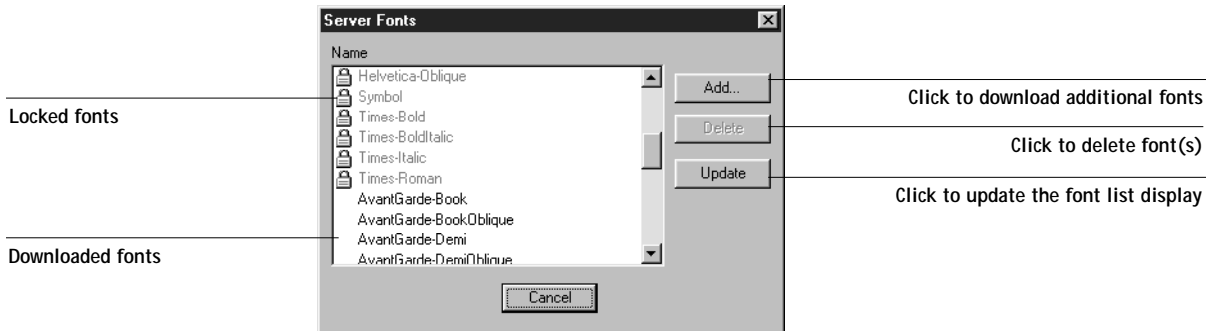 Server Fonts
Name
Helvetica-Oblique
Symbol
Times-Bold
Times-BoldItalic
Times-Italic
Times-Roman
AvantGarde-Book
AvantGarde-BookOblique
AvantGarde-Demi
AvantGarde-DemiOblique
Add...
Delete
Update
Cancel
Locked fonts
Downloaded fonts
Click to download additional fonts
Click to delete font(s)
Click to update the font list display